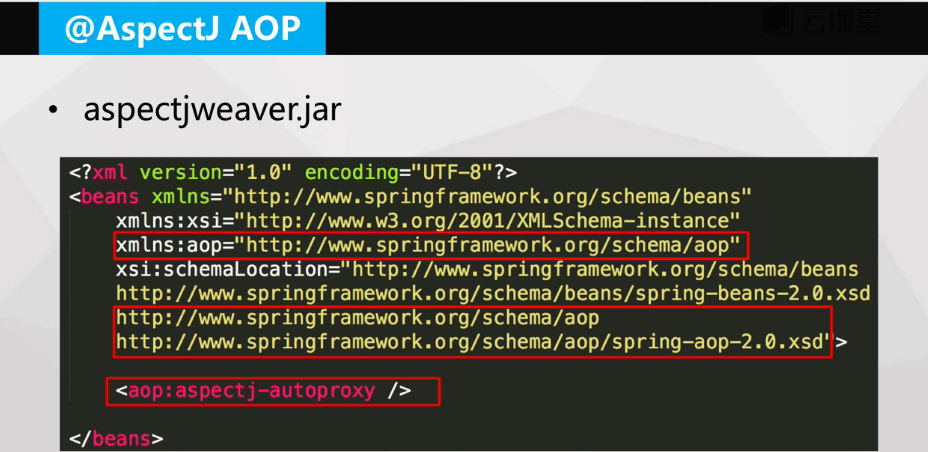 @AspectJ AOP
云课堂
• aspectjweaver.jar
<?xml version="1.0" encoding="UTF-8"?>
<beans xmlns="http://www.springframework.org/schema/beans"
xmlns:xsi="http://www.w3.org/2001/XMLSchema-instance"
xmlns:aop="http://www.springframework.org/schema/aop"
xsi:schemaLocation="http://www.springframework.org/schema/beans
http://www.springframework.org/schema/beans/spring-beans-2.0.xsd
http://www.springframework.org/schema/aop
http://www.springframework.org/schema/aop/spring-aop-2.0.xsd">
<aop:aspectj-autoproxy />
</beans>